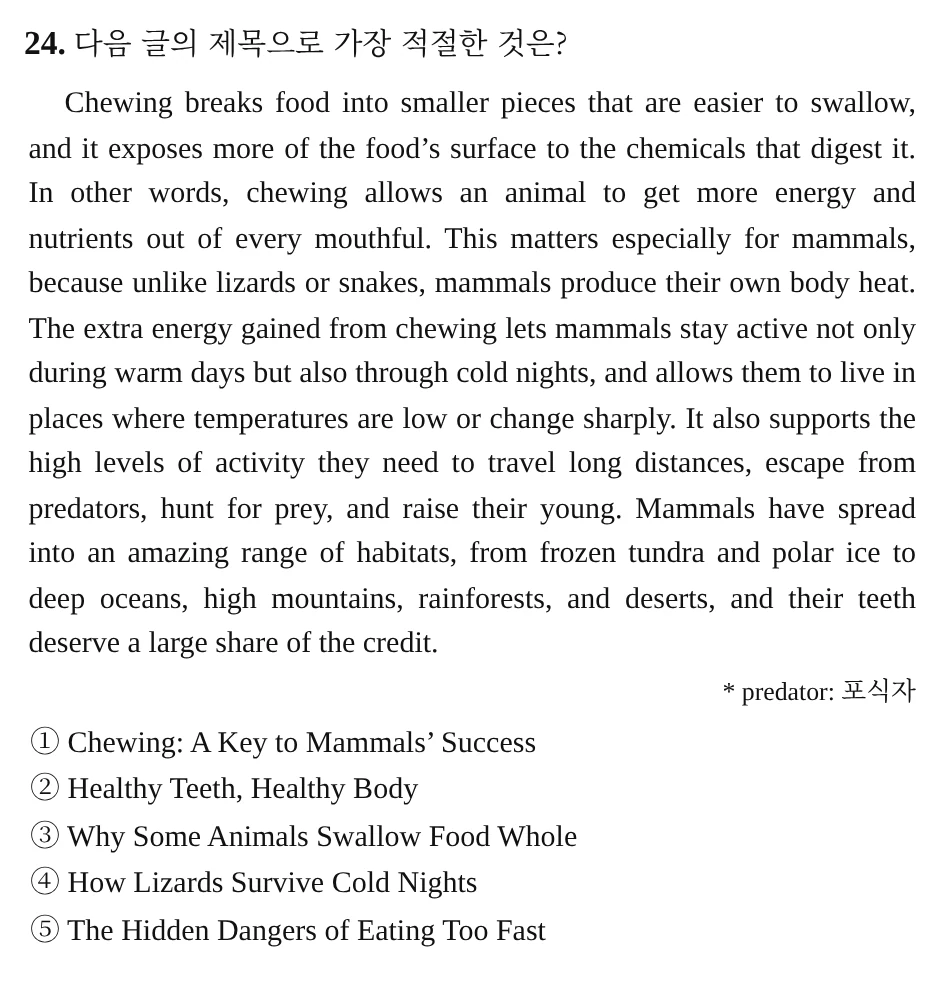 24. 다음 글의 제목으로 가장 적절한 것은?
Chewing breaks food into smaller pieces that are easier to swallow,
and it exposes more of the food’s surface to the chemicals that digest it.
In other words, chewing allows an animal to get more energy and
nutrients out of every mouthful. This matters especially for mammals,
because unlike lizards or snakes, mammals produce their own body heat.
The extra energy gained from chewing lets mammals stay active not only
during warm days but also through cold nights, and allows them to live in
places where temperatures are low or change sharply. It also supports the
high levels of activity they need to travel long distances, escape from
predators, hunt for prey, and raise their young. Mammals have spread
into an amazing range of habitats, from frozen tundra and polar ice to
deep oceans, high mountains, rainforests, and deserts, and their teeth
deserve a large share of the credit.
* predator: 포식자
① Chewing: A Key to Mammals’ Success
② Healthy Teeth, Healthy Body
③ Why Some Animals Swallow Food Whole
④ How Lizards Survive Cold Nights
⑤ The Hidden Dangers of Eating Too Fast